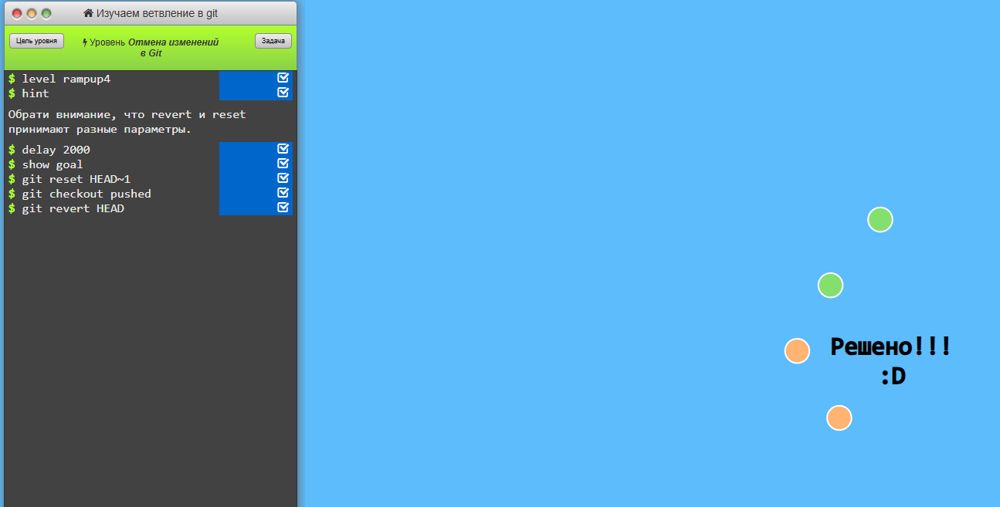 Изучаем ветвление в git
Цель уровня
Уровень Отмена изменений
в Git
Задача
$ level rampup4
$ hint
Обрати внимание, что revert и reset
принимают разные параметры.
$ delay 2000
$ show goal
$ git reset HEAD~1
$ git checkout pushed
$ git revert HEAD
Решено!!!
:D